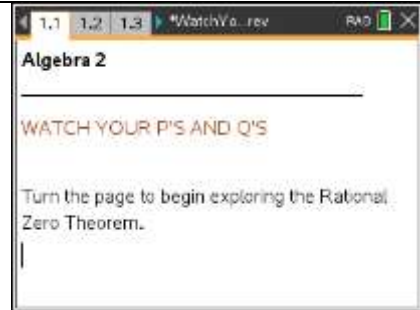 1.1 1.2 1.3 *WatchYo...rev RAD
Algebra 2
WATCH YOUR P'S AND Q'S
Turn the page to begin exploring the Rational
Zero Theorem.